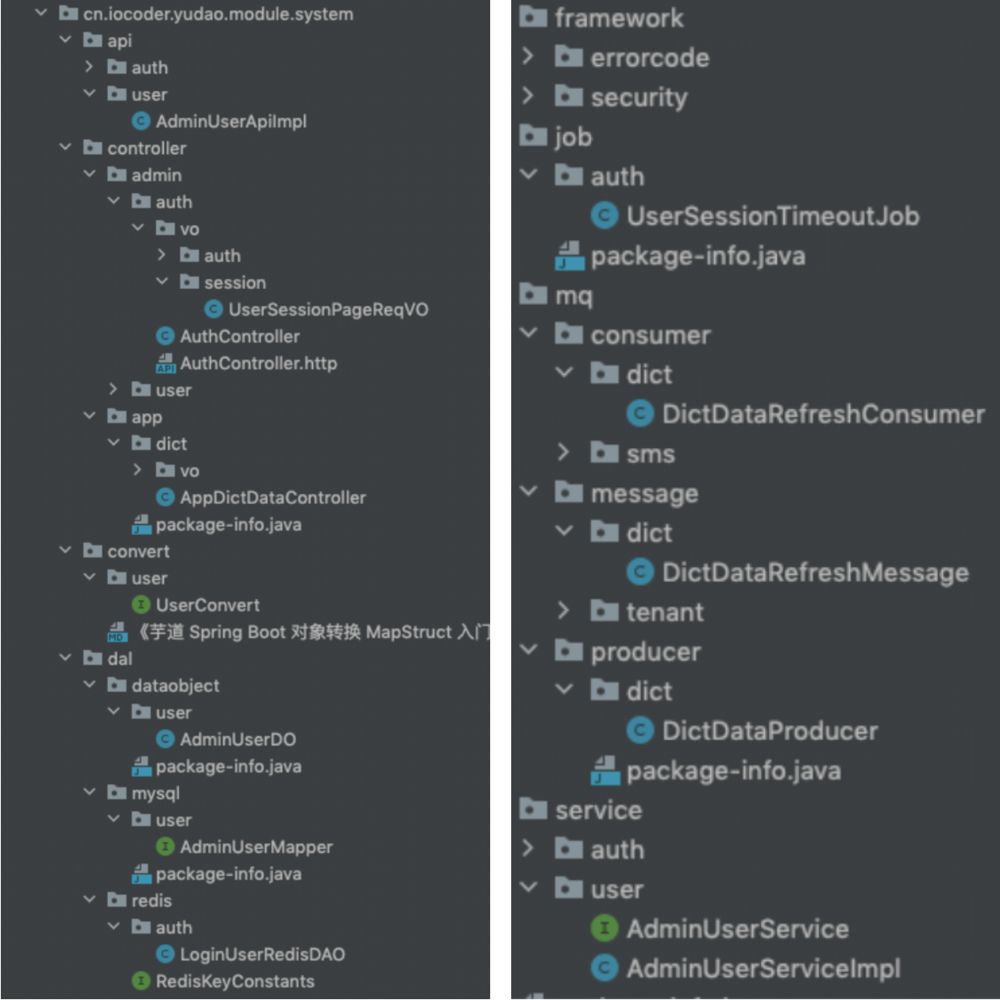 cn.iocoder.yudao.module.system
api
auth
user
AdminUserApiImpl
controller
admin
auth
vo
auth
session
UserSessionPageReqVO
AuthController
API
AuthController.http
user
app
dict
vo
AppDictDataController
package-info.java
convert
user
UserConvert
MD
《芋道 Spring Boot 对象转换 MapStruct 入门
dal
dataobject
user
AdminUserDO
package-info.java
mysql
user
AdminUserMapper
package-info.java
redis
auth
LoginUserRedisDAO
RedisKeyConstants
framework
errorcode
security
job
auth
UserSessionTimeoutJob
package-info.java
mq
consumer
dict
DictDataRefreshConsumer
sms
message
dict
DictDataRefreshMessage
tenant
producer
dict
DictDataProducer
package-info.java
service
auth
user
AdminUserService
AdminUserServiceImpl